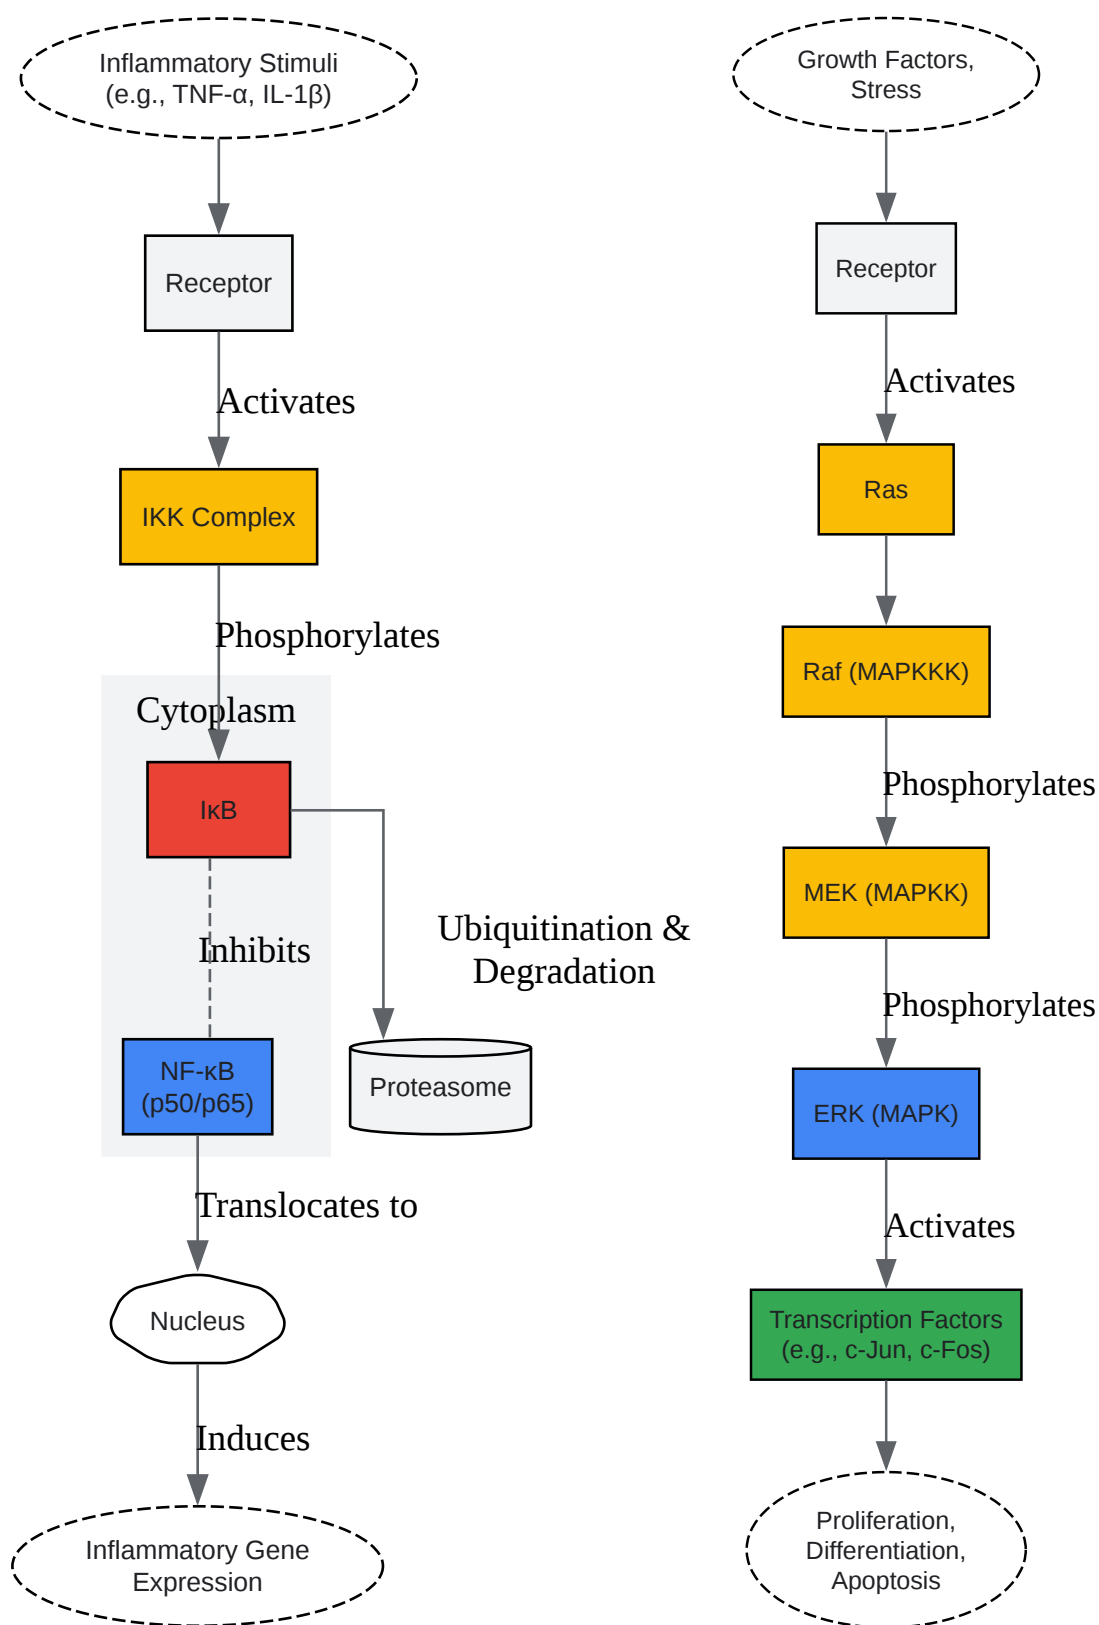 Inflammatory Stimuli
(e.g., TNF-α, IL-1β)
Receptor
Activates
IKK Complex
Phosphorylates
Cytoplasm
IκB
Inhibits
Ubiquitination &
Degradation
NF-κB
(p50/p65)
Proteasome
Translocates to
Nucleus
Induces
Inflammatory Gene
Expression
Growth Factors,
Stress
Receptor
Activates
Ras
Raf (MAPKKK)
Phosphorylates
MEK (MAPKK)
Phosphorylates
ERK (MAPK)
Activates
Transcription Factors
(e.g., c-Jun, c-Fos)
Proliferation,
Differentiation,
Apoptosis